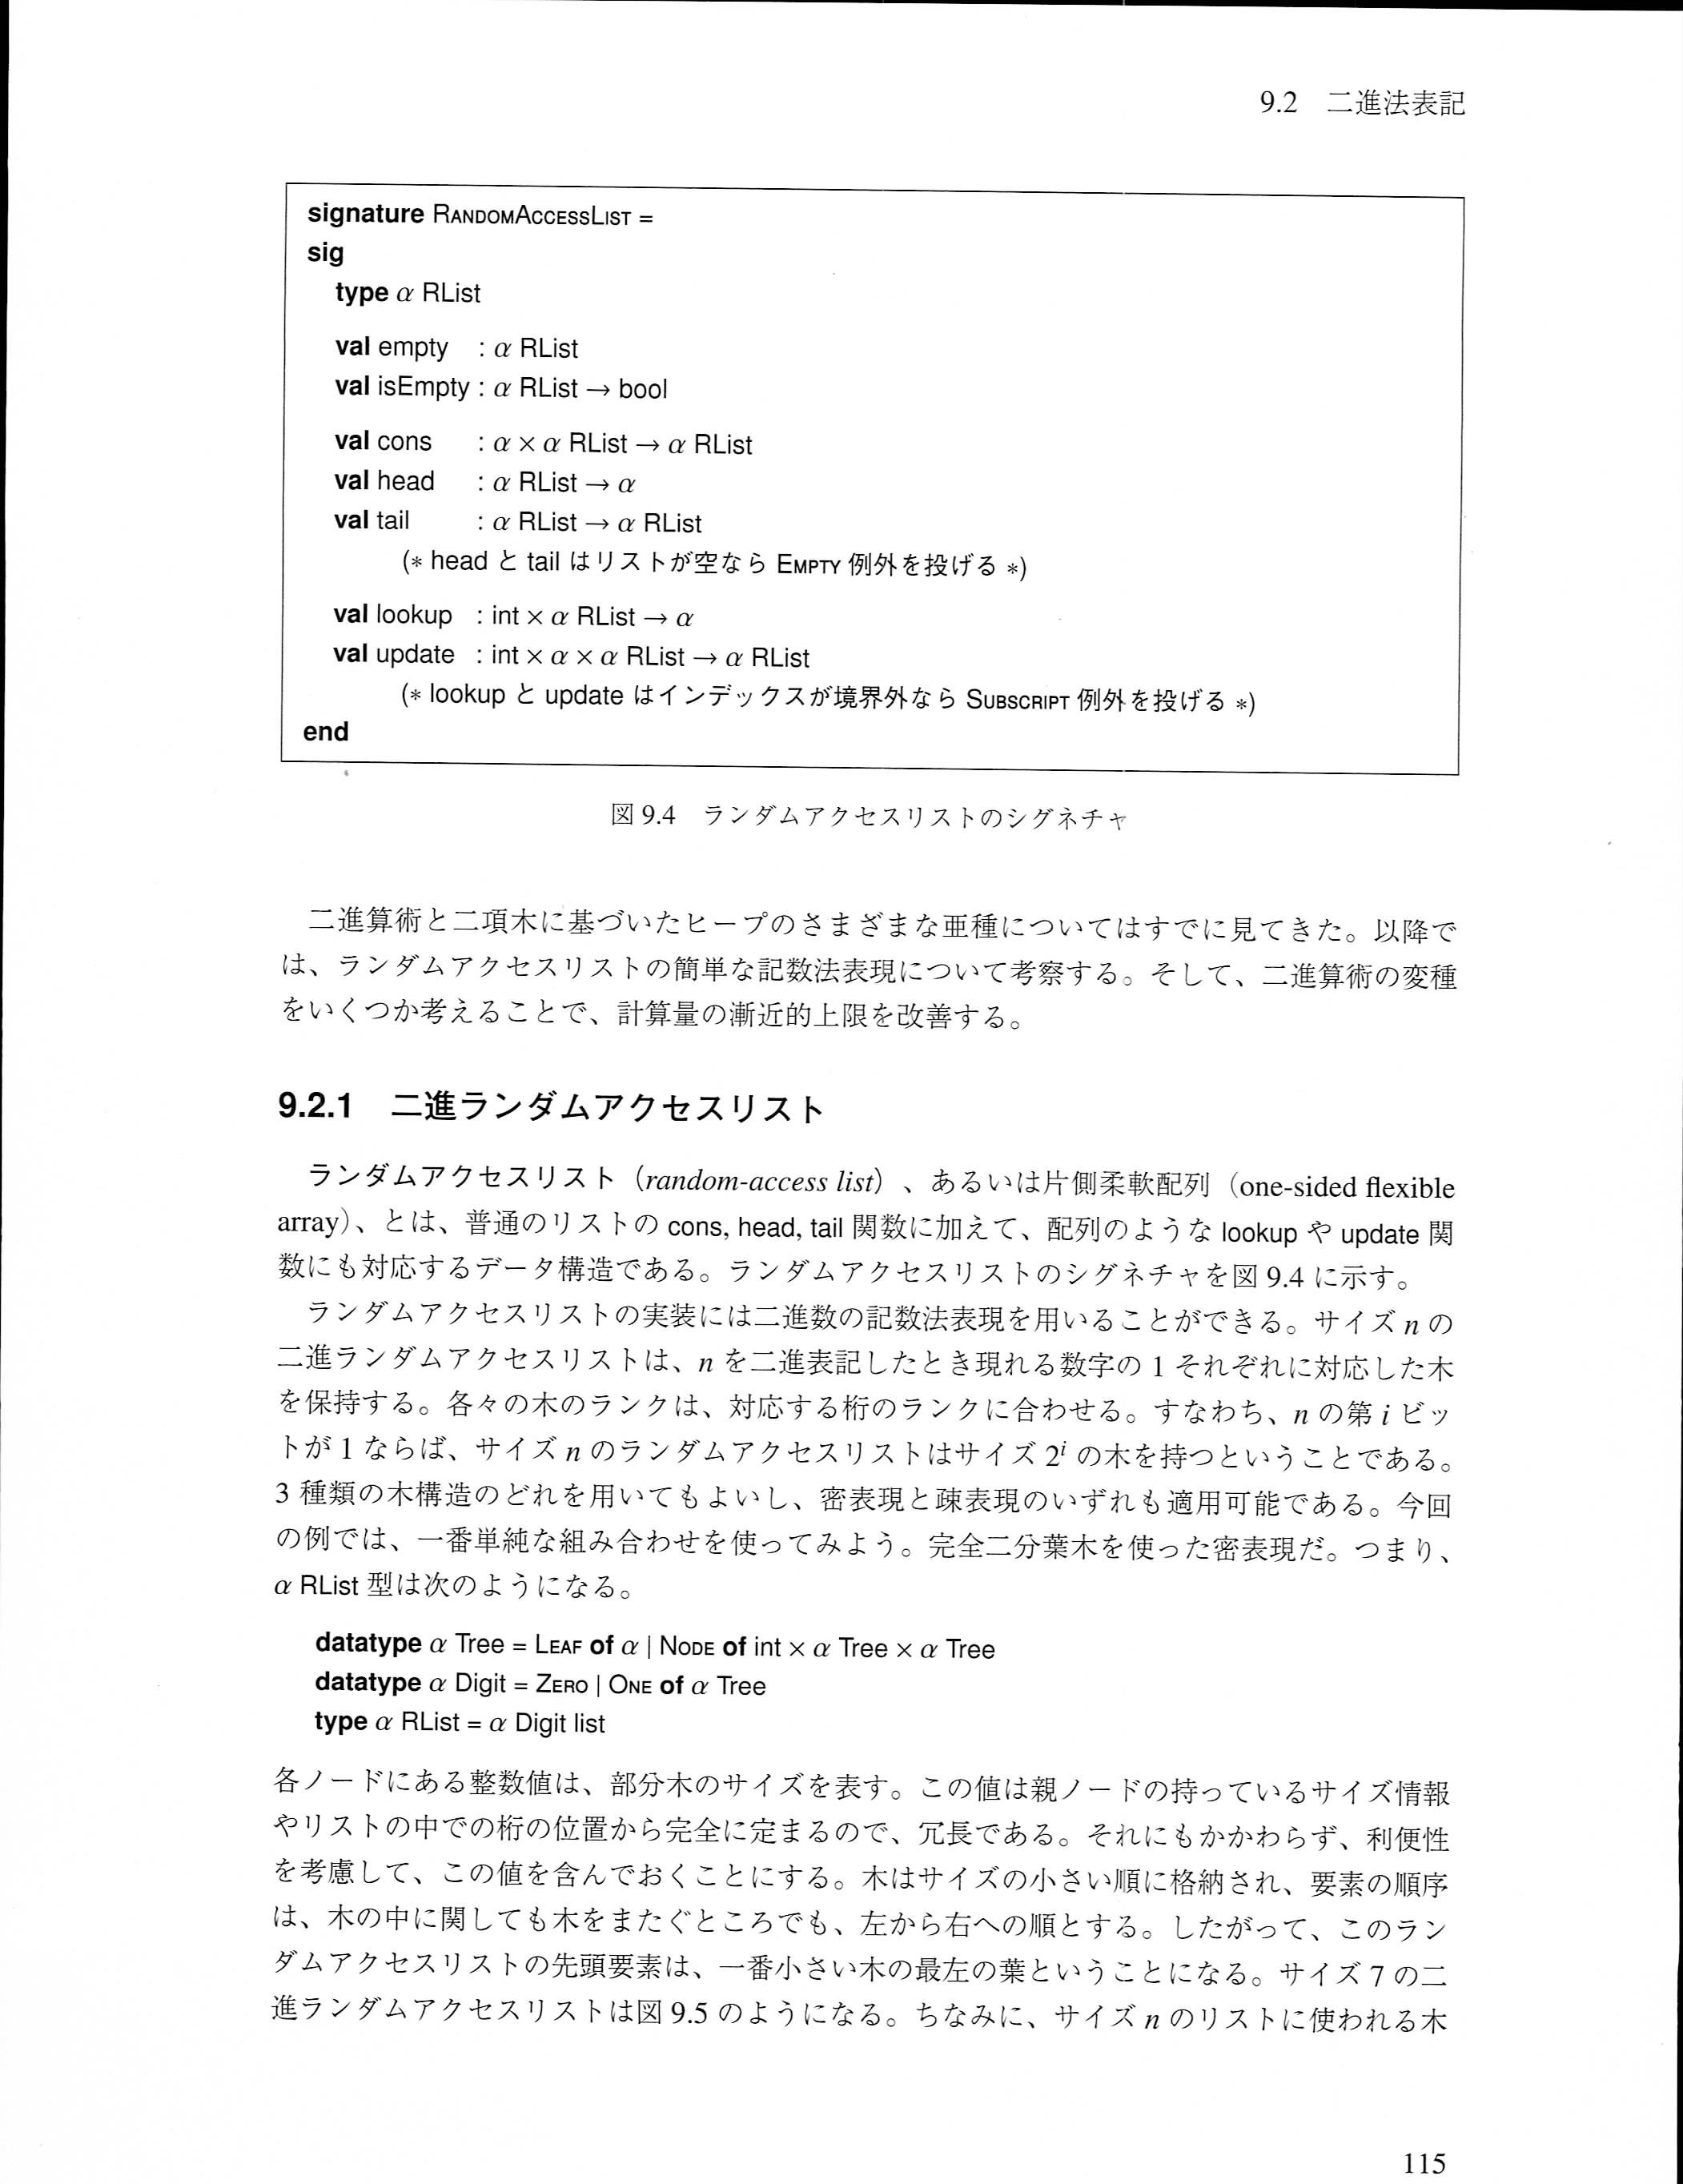 9.2 二進法表記
signature RANDOMACCESSLIST =
sig
type α RList
val empty : α RList
val isEmpty : α RList → bool
val cons : α × α RList → α RList
val head : α RList → α
val tail : α RList → α RList
(* head と tail はリストが空なら EMPTY 例外を投げる *)
val lookup : int × α RList → α
val update : int × α × α RList → α RList
(* lookup と update はインデックスが境界外なら SUBSCRIPT 例外を投げる *)
end
図 9.4 ランダムアクセスリストのシグネチャ
二進算術と二項木に基づいたヒープのさまざまな亜種についてはすでに見てきた。以降で
は、ランダムアクセスリストの簡単な記数法表現について考察する。そして、二進算術の変種
をいくつか考えることで、計算量の漸近的上限を改善する。
9.2.1 二進ランダムアクセスリスト
ランダムアクセスリスト（random-access list）、あるいは片側柔軟配列（one-sided flexible
array）、とは、普通のリストの cons, head, tail 関数に加えて、配列のような lookup や update 関
数にも対応するデータ構造である。ランダムアクセスリストのシグネチャを図 9.4 に示す。
ランダムアクセスリストの実装には二進数の記数法表現を用いることができる。サイズ n の
二進ランダムアクセスリストは、n を二進表記したとき現れる数字の 1 それぞれに対応した木
を保持する。各々の木のランクは、対応する桁のランクに合わせる。すなわち、n の第 i ビッ
トが 1 ならば、サイズ n のランダムアクセスリストはサイズ 2ⁱ の木を持つということである。
3 種類の木構造のどれを用いてもよいし、密表現と疎表現のいずれも適用可能である。今回
の例では、一番単純な組み合わせを使ってみよう。完全二分葉木を使った密表現だ。つまり、
α RList 型は次のようになる。
datatype α Tree = LEAF of α | NODE of int × α Tree × α Tree
datatype α Digit = ZERO | ONE of α Tree
type α RList = α Digit list
各ノードにある整数値は、部分木のサイズを表す。この値は親ノードの持っているサイズ情報
やリストの中での桁の位置から完全に定まるので、冗長である。それにもかかわらず、利便性
を考慮して、この値を含んでおくことにする。木はサイズの小さい順に格納され、要素の順序
は、木の中に関しても木をまたぐところでも、左から右への順とする。したがって、このラン
ダムアクセスリストの先頭要素は、一番小さい木の最左の葉ということになる。サイズ 7 の二
進ランダムアクセスリストは図 9.5 のようになる。ちなみに、サイズ n のリストに使われる木
115